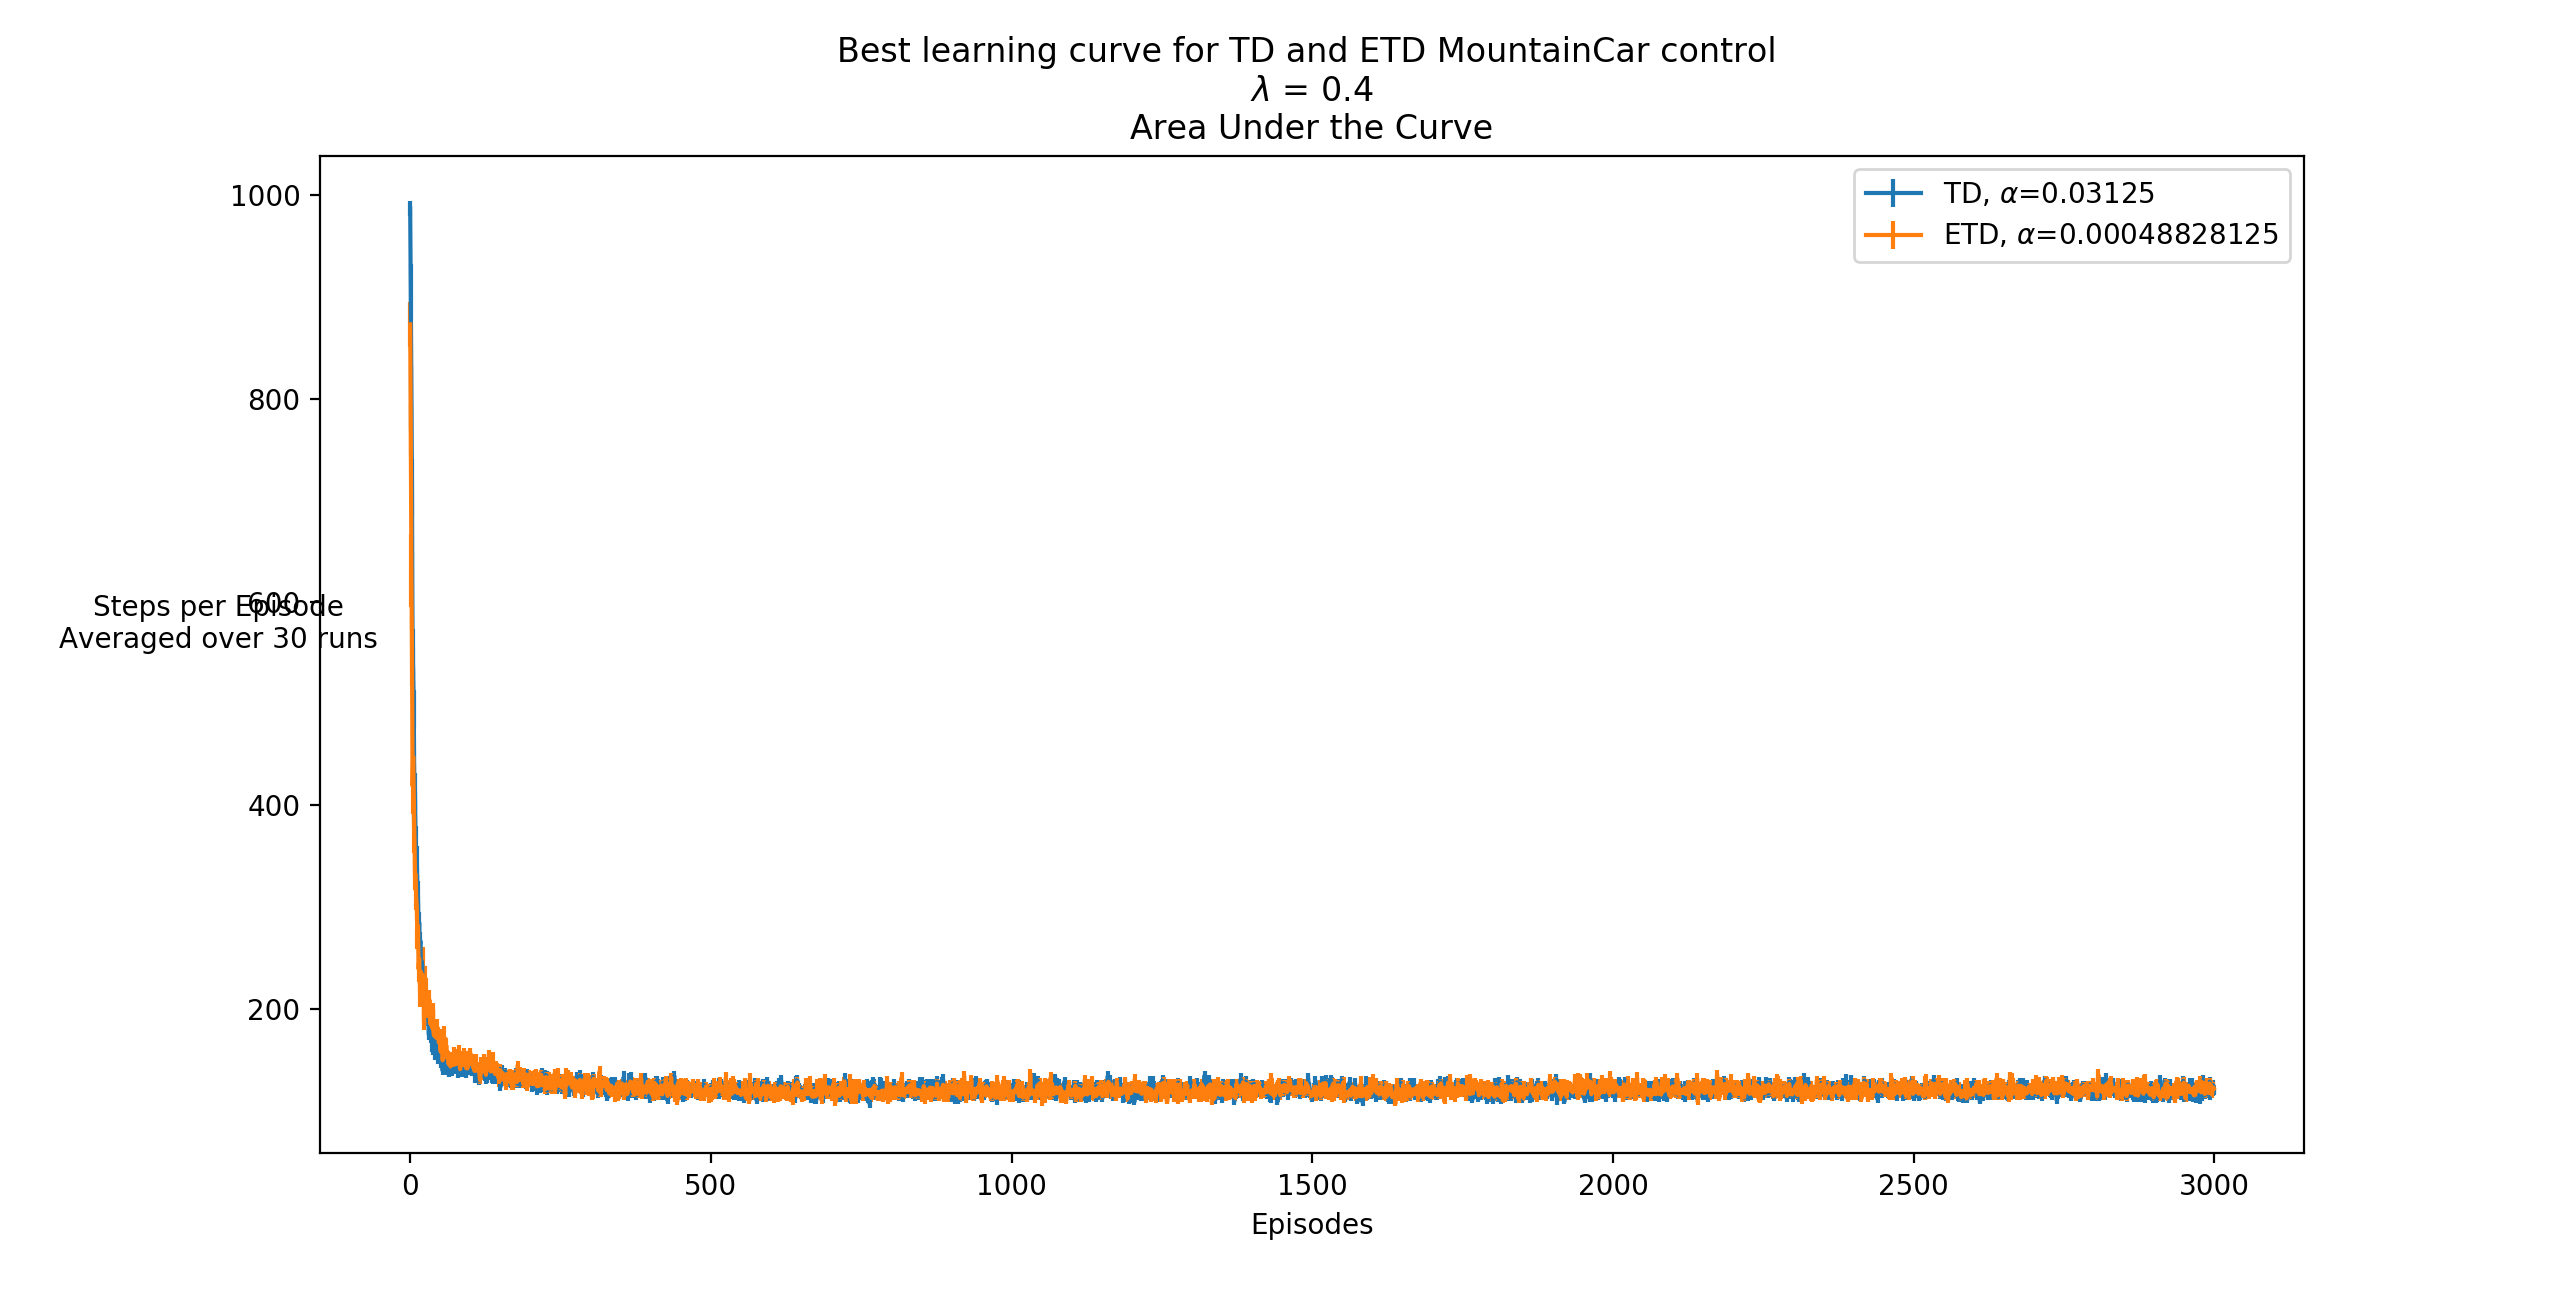 Best learning curve for TD and ETD MountainCar control
λ = 0.4
Area Under the Curve
1000
800
600
400
200
Steps per Episode
Averaged over 30 runs
TD, α=0.03125
ETD, α=0.00048828125
0
500
1000
1500
2000
2500
3000
Episodes